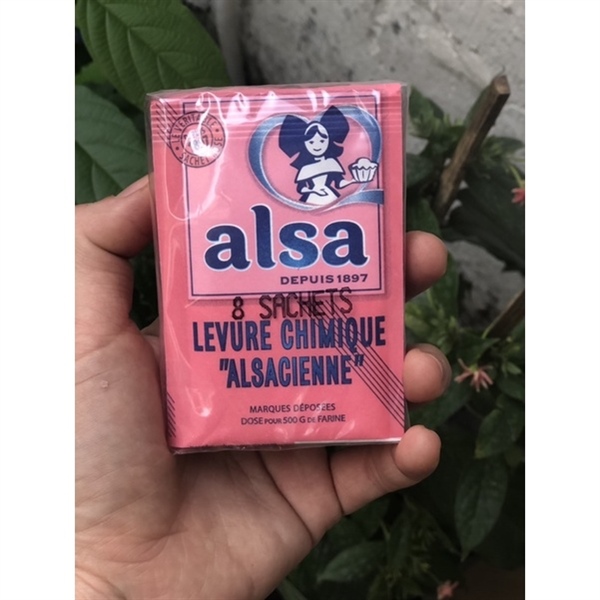 alsa
DEPUIS 1897
8 SACHETS
LEVURE CHIMIQUE
"ALSACIENNE"
MARQUES DÉPOSÉES
DOSE POUR 500 G DE FARINE